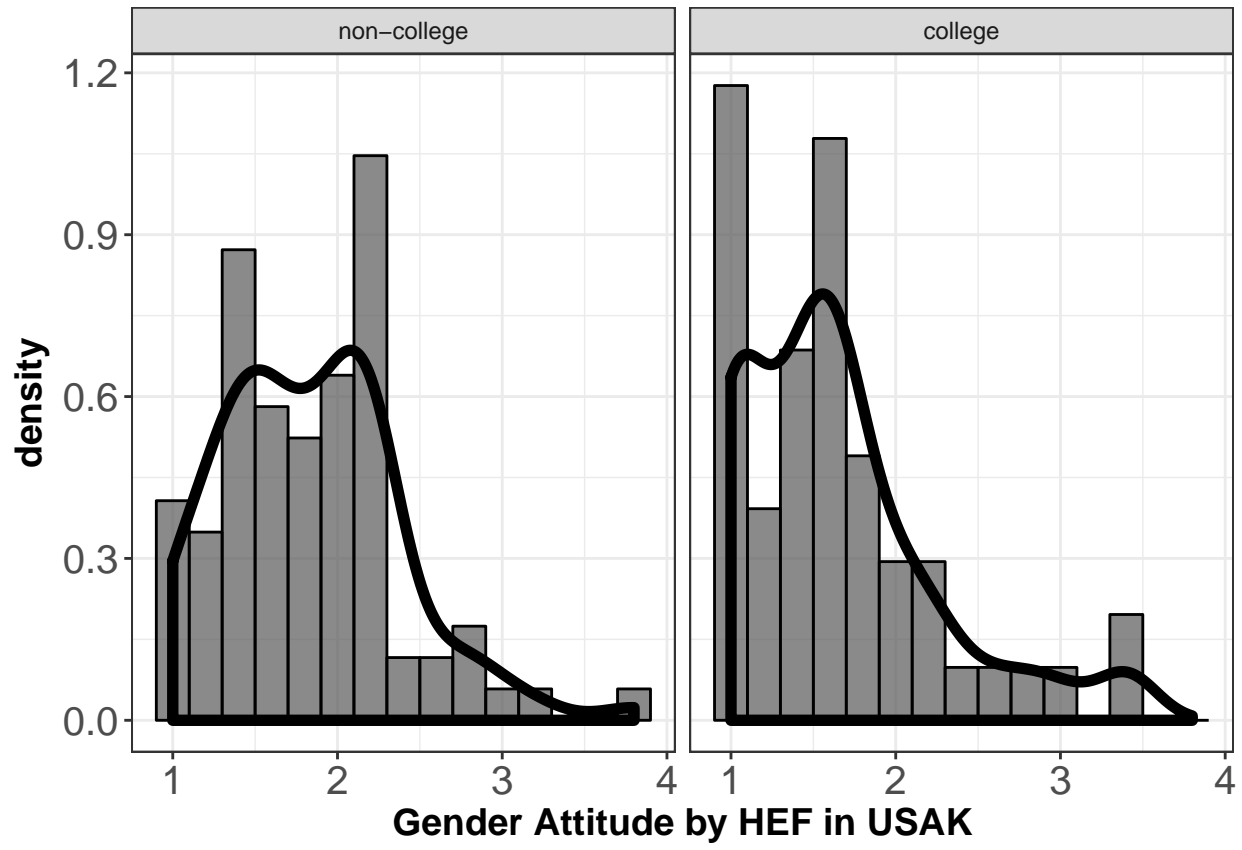 non−college college
1.2
0.9
0.6
0.3
0.0
density
1 2 3 4 1 2 3 4
Gender Attitude by HEF in USAK